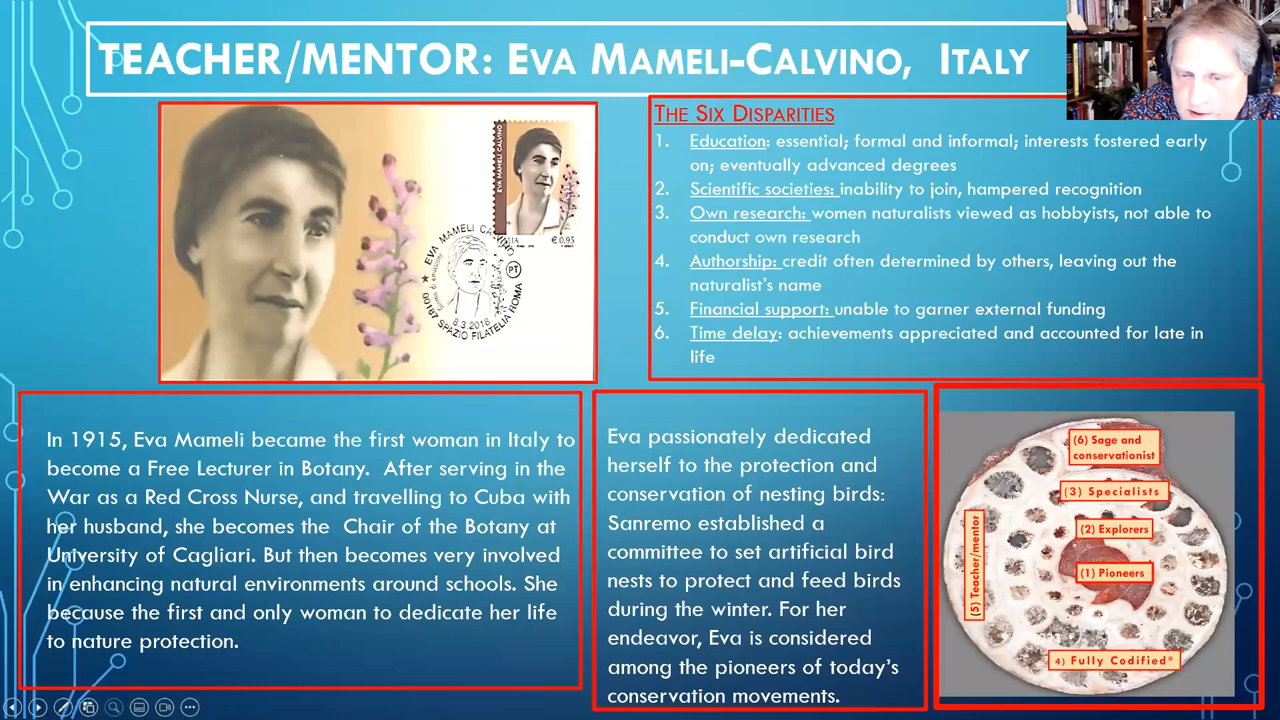 TEACHER/MENTOR: EVA MAMELI-CALVINO, ITALY
EVA MAMELI CALVINO
€ 0,95
EVA MAMELI CALVINO
PT
8.3.2018
00187 SPAZIO FILATELIA ROMA
THE SIX DISPARITIES
1. Education: essential; formal and informal; interests fostered early
on; eventually advanced degrees
2. Scientific societies: inability to join, hampered recognition
3. Own research: women naturalists viewed as hobbyists, not able to
conduct own research
4. Authorship: credit often determined by others, leaving out the
naturalist's name
5. Financial support: unable to garner external funding
6. Time delay: achievements appreciated and accounted for late in
life
In 1915, Eva Mameli became the first woman in Italy to
become a Free Lecturer in Botany. After serving in the
War as a Red Cross Nurse, and travelling to Cuba with
her husband, she becomes the Chair of the Botany at
University of Cagliari. But then becomes very involved
in enhancing natural environments around schools. She
because the first and only woman to dedicate her life
to nature protection.
Eva passionately dedicated
herself to the protection and
conservation of nesting birds:
Sanremo established a
committee to set artificial bird
nests to protect and feed birds
during the winter. For her
endeavor, Eva is considered
among the pioneers of today's
conservation movements.
(6) Sage and
conservationist
(3) Specialists
(2) Explorers
(1) Pioneers
(5) Teacher/mentor
4) Fully Codified*